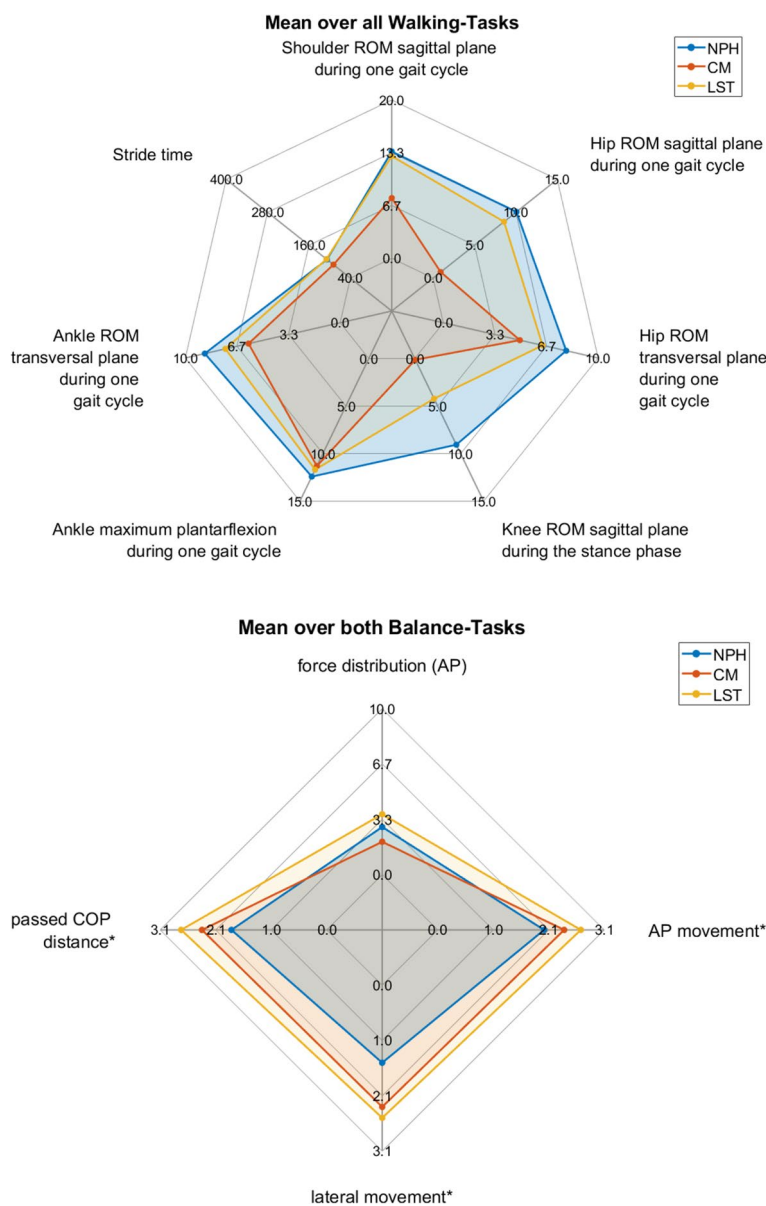 Mean over all Walking-Tasks
Shoulder ROM sagittal plane
during one gait cycle
NPH
CM
LST
20.0
13.3
6.7
0.0
Hip ROM sagittal plane
during one gait cycle
15.0
10.0
5.0
0.0
Stride time
400.0
280.0
160.0
40.0
Ankle ROM
transversal plane
during one
gait cycle
10.0
6.7
3.3
0.0
Hip ROM
transversal plane
during one
gait cycle
0.0
3.3
6.7
10.0
Ankle maximum plantarflexion
during one gait cycle
0.0
5.0
10.0
15.0
Knee ROM sagittal plane
during the stance phase
0.0
5.0
10.0
15.0
Mean over both Balance-Tasks
force distribution (AP)
NPH
CM
LST
10.0
6.7
3.3
0.0
passed COP
distance*
3.1
2.1
1.0
0.0
0.0
1.0
2.1
3.1
AP movement*
0.0
1.0
2.1
3.1
lateral movement*